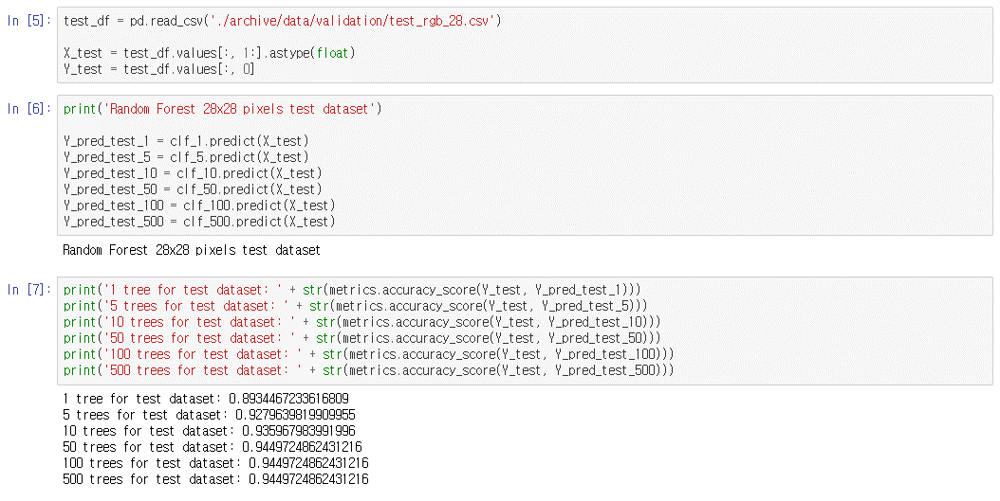 In [5]: test_df = pd.read_csv('./archive/data/validation/test_rgb_28.csv')
X_test = test_df.values[:, 1:].astype(float)
Y_test = test_df.values[:, 0]
In [6]: print('Random Forest 28x28 pixels test dataset')
Y_pred_test_1 = clf_1.predict(X_test)
Y_pred_test_5 = clf_5.predict(X_test)
Y_pred_test_10 = clf_10.predict(X_test)
Y_pred_test_50 = clf_50.predict(X_test)
Y_pred_test_100 = clf_100.predict(X_test)
Y_pred_test_500 = clf_500.predict(X_test)
Random Forest 28x28 pixels test dataset
In [7]: print('1 tree for test dataset: ' + str(metrics.accuracy_score(Y_test, Y_pred_test_1)))
print('5 trees for test dataset: ' + str(metrics.accuracy_score(Y_test, Y_pred_test_5)))
print('10 trees for test dataset: ' + str(metrics.accuracy_score(Y_test, Y_pred_test_10)))
print('50 trees for test dataset: ' + str(metrics.accuracy_score(Y_test, Y_pred_test_50)))
print('100 trees for test dataset: ' + str(metrics.accuracy_score(Y_test, Y_pred_test_100)))
print('500 trees for test dataset: ' + str(metrics.accuracy_score(Y_test, Y_pred_test_500)))
1 tree for test dataset: 0.8934467233616809
5 trees for test dataset: 0.9279639819909955
10 trees for test dataset: 0.935967983991996
50 trees for test dataset: 0.9449724862431216
100 trees for test dataset: 0.9449724862431216
500 trees for test dataset: 0.9449724862431216